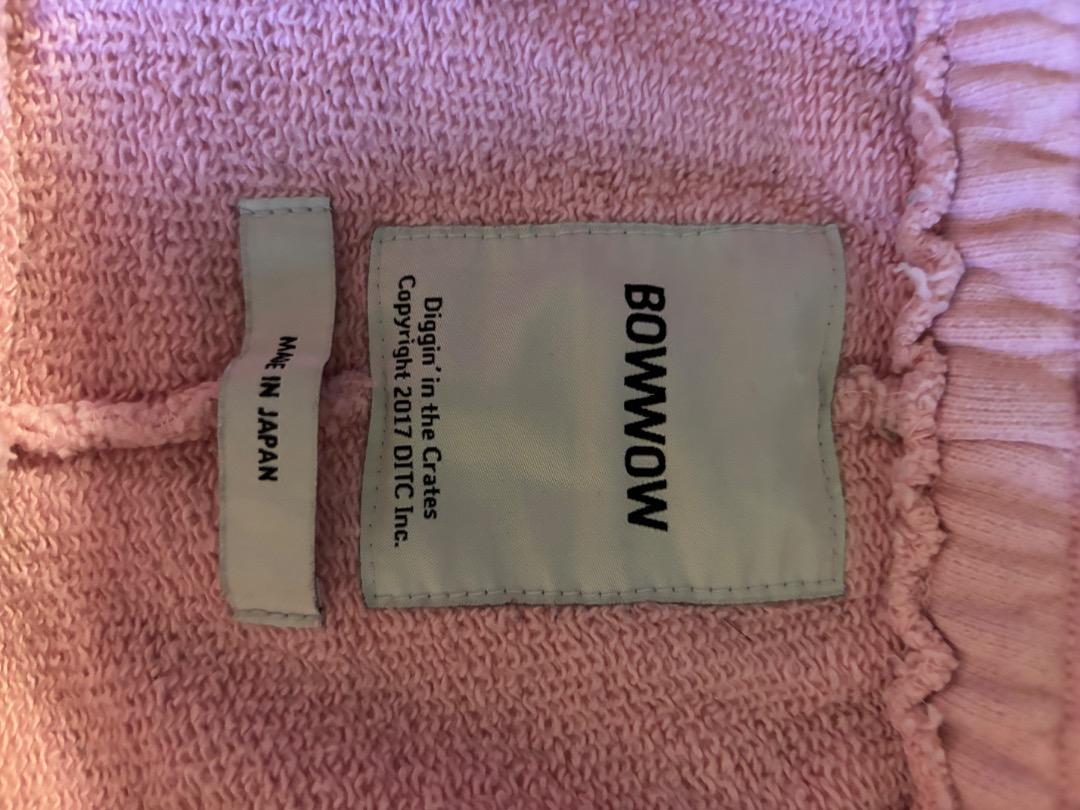 BOWWOW
Diggin' in the Crates
Copyright 2017 DITC Inc.
MADE IN JAPAN